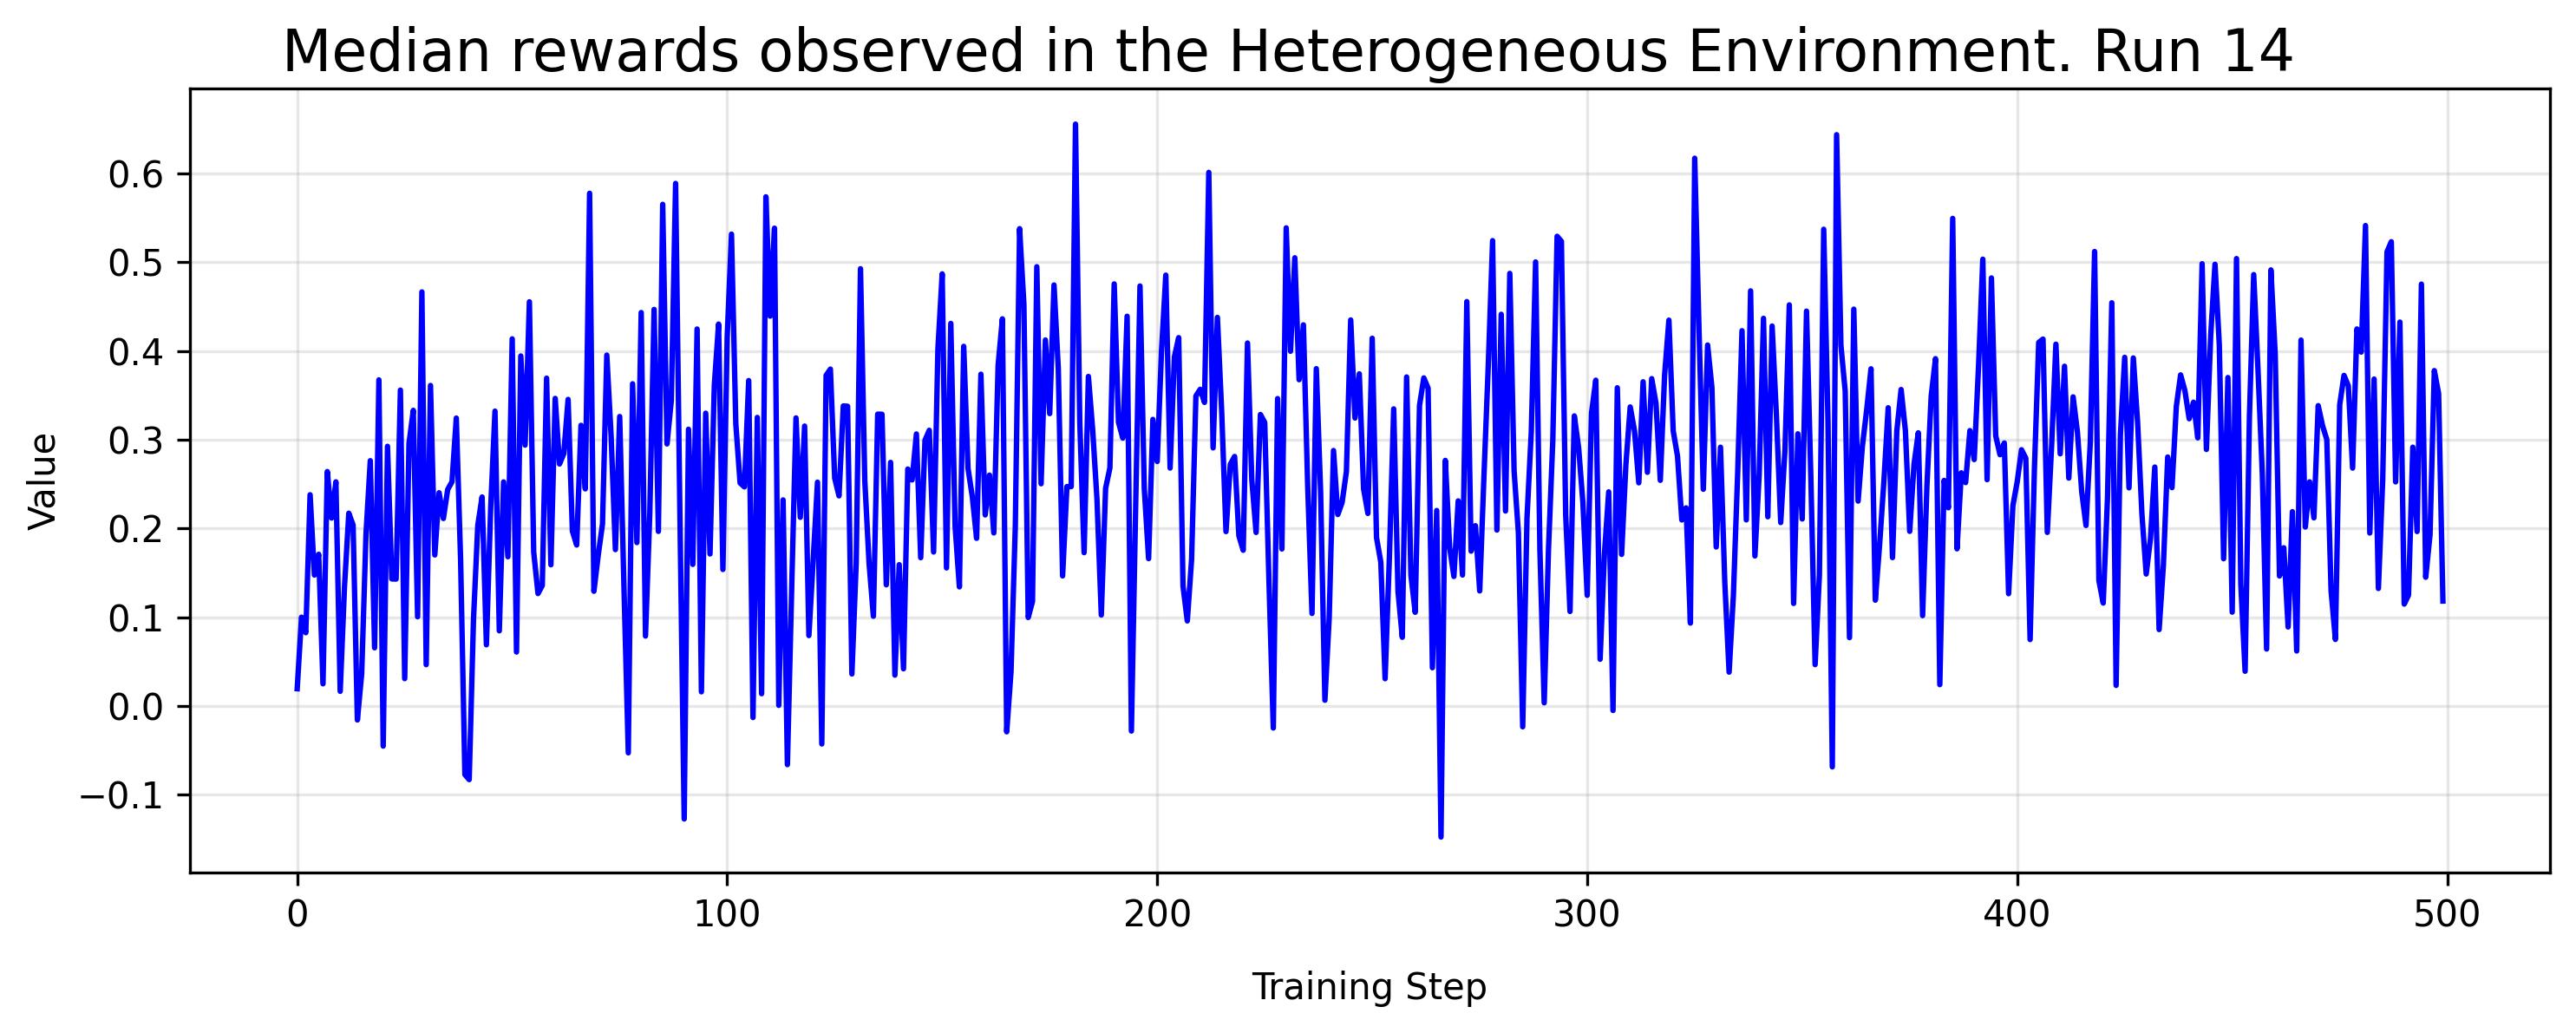 Median rewards observed in the Heterogeneous Environment. Run 14
Value
0.6
0.5
0.4
0.3
0.2
0.1
0.0
−0.1
0 100 200 300 400 500
Training Step